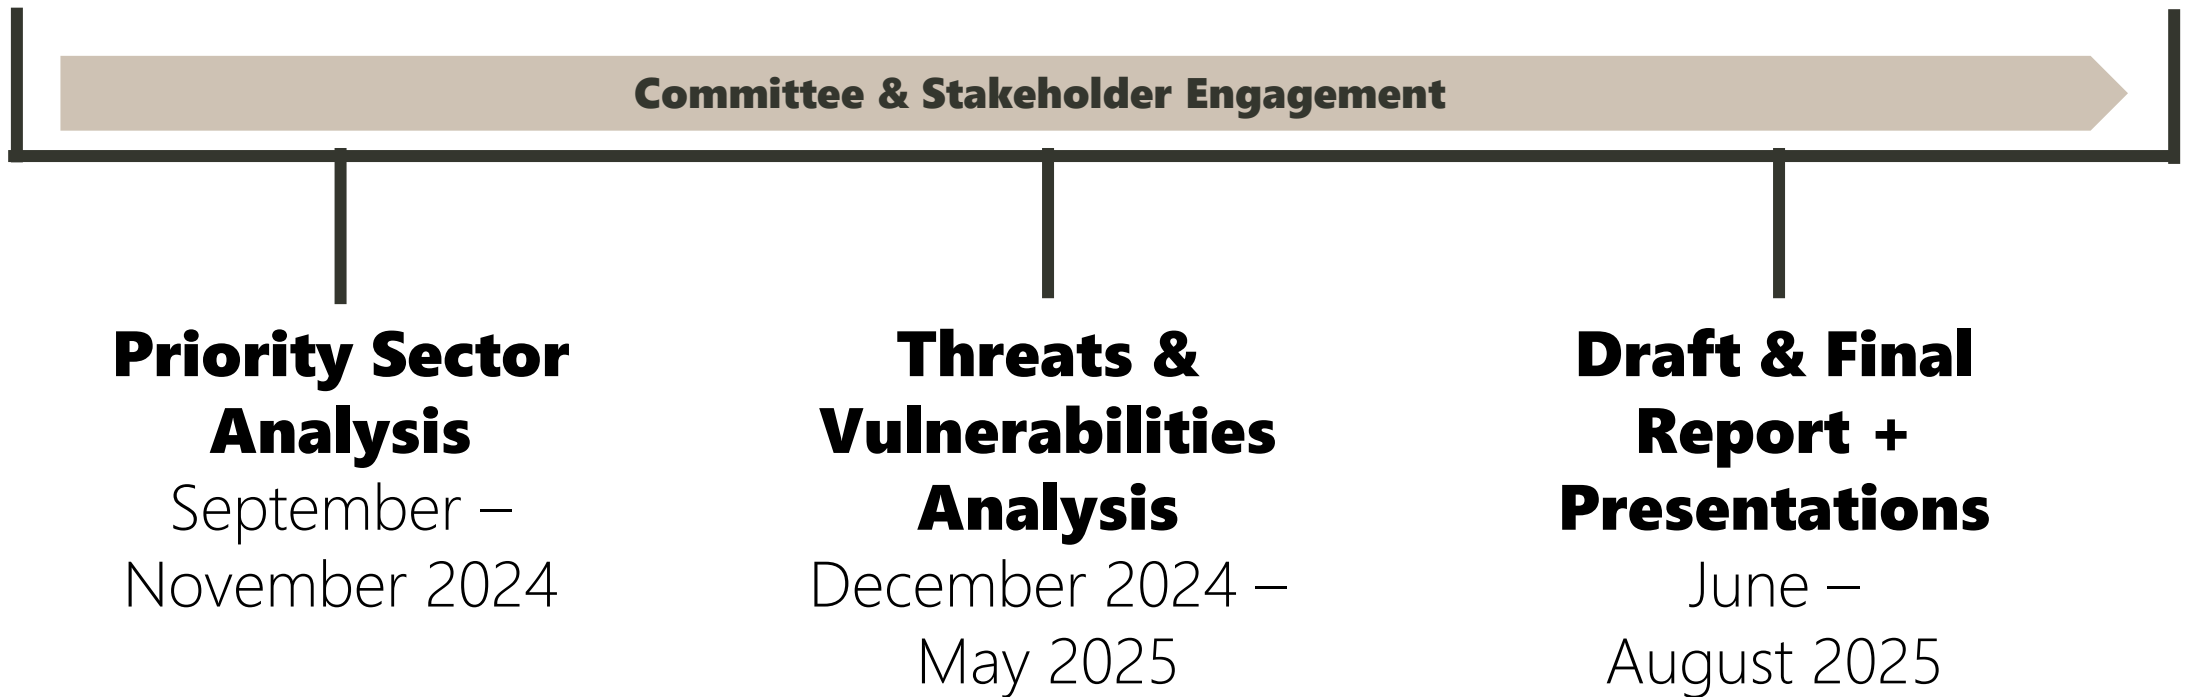 Committee & Stakeholder Engagement
Priority Sector
Analysis
September –
November 2024
Threats &
Vulnerabilities
Analysis
December 2024 –
May 2025
Draft & Final
Report +
Presentations
June –
August 2025